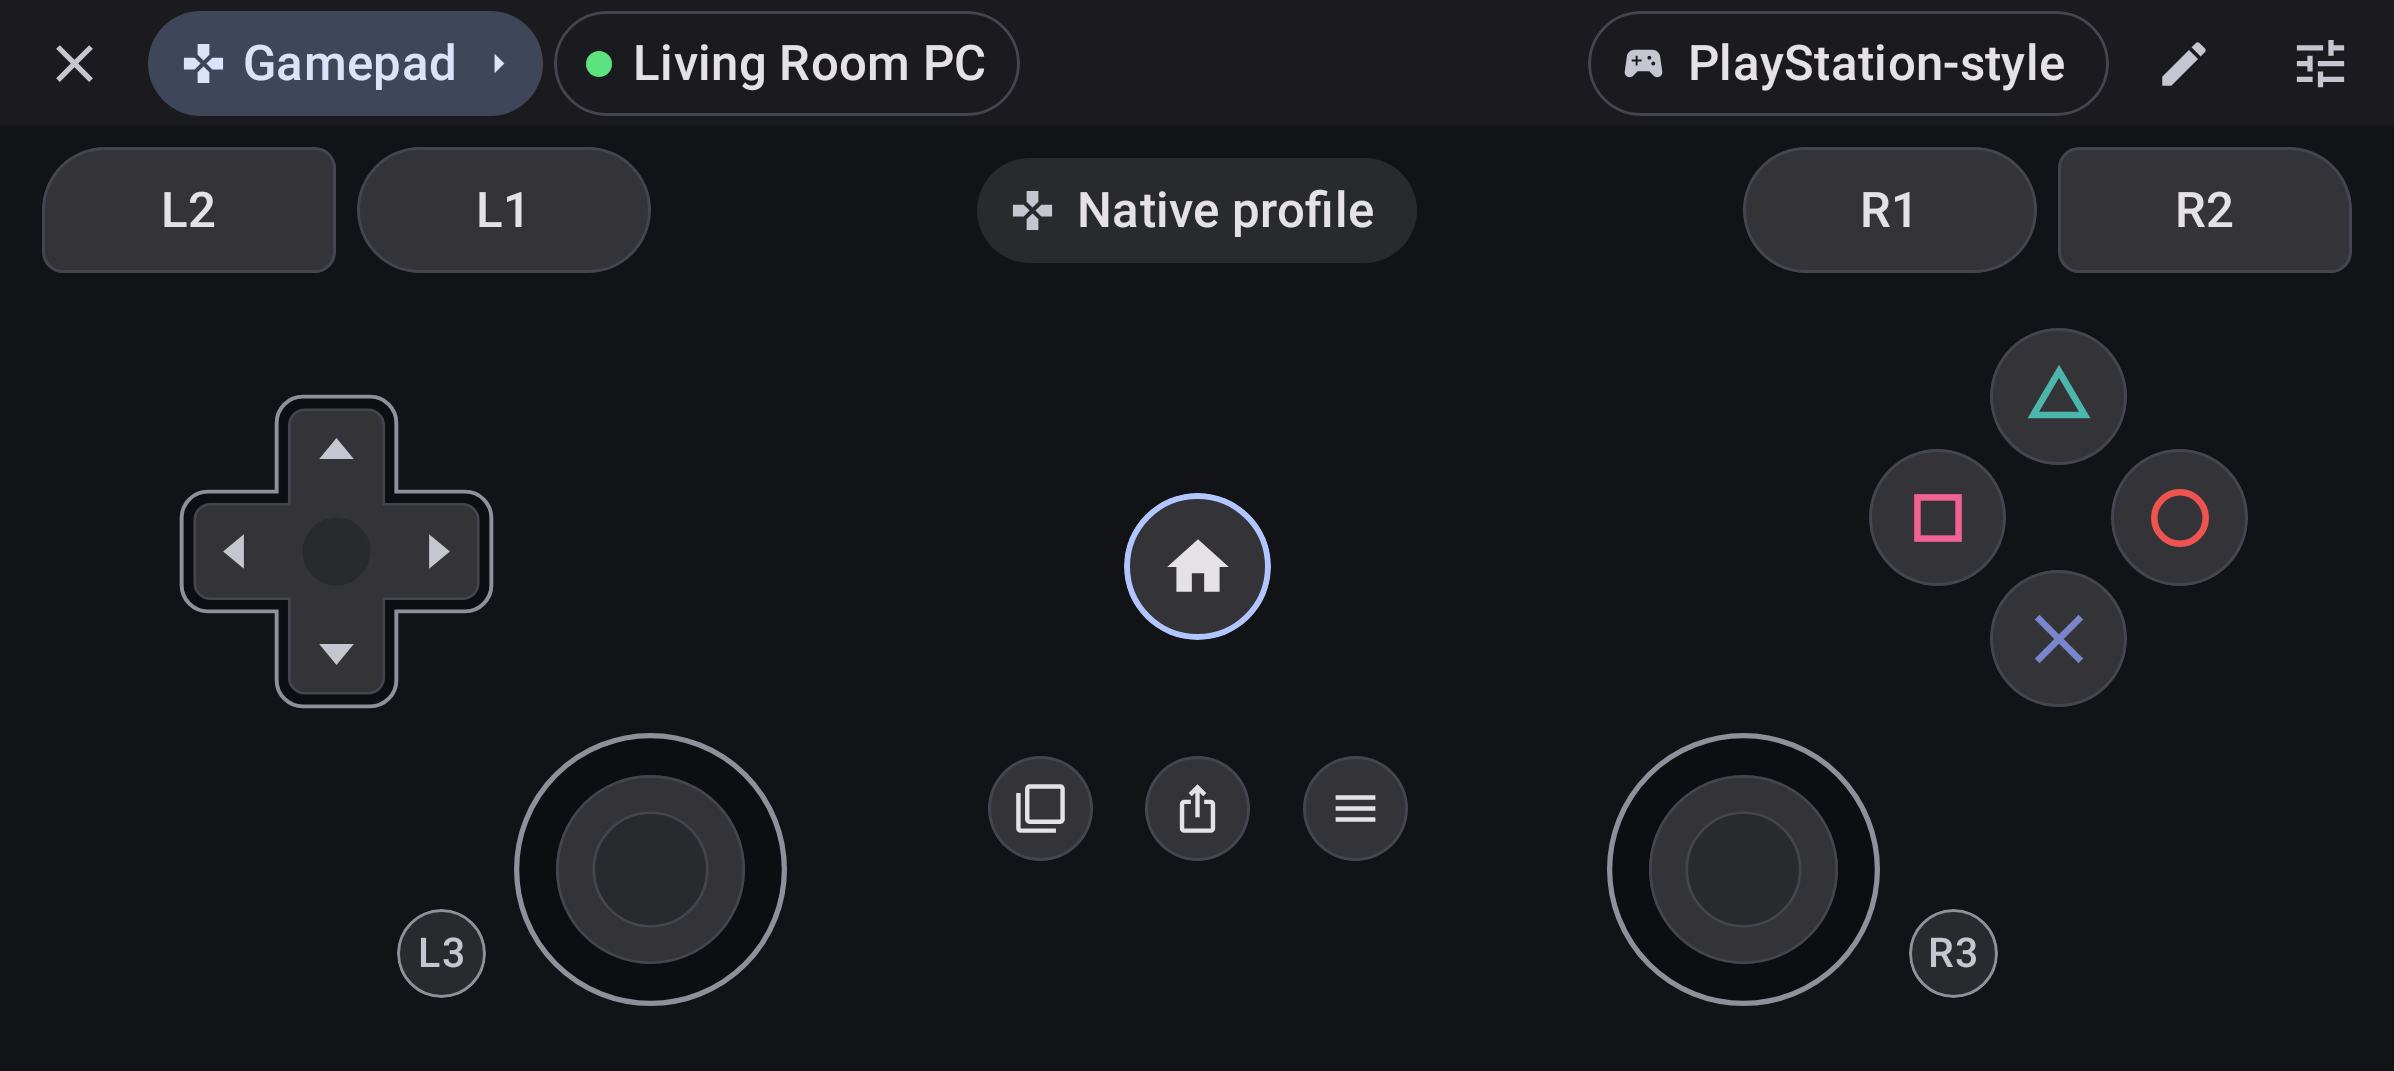 Gamepad
Living Room PC
PlayStation-style
L2
L1
Native profile
R1
R2
L3
R3